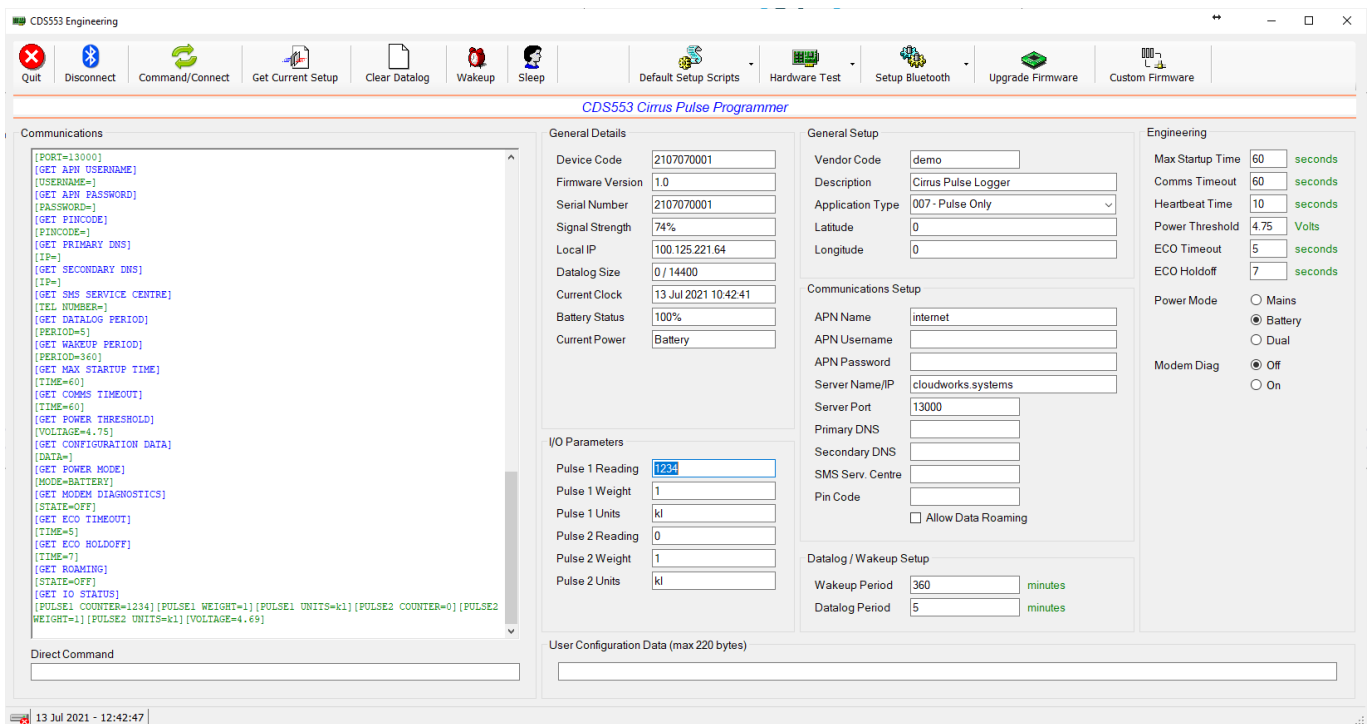 CDS553 Engineering
Quit
Disconnect
Command/Connect
Get Current Setup
Clear Datalog
Wakeup
Sleep
Default Setup Scripts
Hardware Test
Setup Bluetooth
Upgrade Firmware
Custom Firmware
CDS553 Cirrus Pulse Programmer
Communications
[PORT=13000]
[GET APN USERNAME]
[USERNAME=]
[GET APN PASSWORD]
[PASSWORD=]
[GET PINCODE]
[PINCODE=]
[GET PRIMARY DNS]
[IP=]
[GET SECONDARY DNS]
[IP=]
[GET SMS SERVICE CENTRE]
[TEL NUMBER=]
[GET DATALOG PERIOD]
[PERIOD=5]
[GET WAKEUP PERIOD]
[PERIOD=360]
[GET MAX STARTUP TIME]
[TIME=60]
[GET COMMS TIMEOUT]
[TIME=60]
[GET POWER THRESHOLD]
[VOLTAGE=4.75]
[GET CONFIGURATION DATA]
[DATA=]
[GET POWER MODE]
[MODE=BATTERY]
[GET MODEM DIAGNOSTICS]
[STATE=OFF]
[GET ECO TIMEOUT]
[TIME=5]
[GET ECO HOLDOFF]
[TIME=7]
[GET ROAMING]
[STATE=OFF]
[GET IO STATUS]
[PULSE1 COUNTER=1234][PULSE1 WEIGHT=1][PULSE1 UNITS=kl][PULSE2 COUNTER=0][PULSE2
WEIGHT=1][PULSE2 UNITS=kl][VOLTAGE=4.69]
Direct Command
General Details
Device Code 2107070001
Firmware Version 1.0
Serial Number 2107070001
Signal Strength 74%
Local IP 100.125.221.64
Datalog Size 0 / 14400
Current Clock 13 Jul 2021 10:42:41
Battery Status 100%
Current Power Battery
I/O Parameters
Pulse 1 Reading 1234
Pulse 1 Weight 1
Pulse 1 Units kl
Pulse 2 Reading 0
Pulse 2 Weight 1
Pulse 2 Units kl
General Setup
Vendor Code demo
Description Cirrus Pulse Logger
Application Type 007 - Pulse Only
Latitude 0
Longitude 0
Communications Setup
APN Name internet
APN Username
APN Password
Server Name/IP cloudworks.systems
Server Port 13000
Primary DNS
Secondary DNS
SMS Serv. Centre
Pin Code
Allow Data Roaming
Datalog / Wakeup Setup
Wakeup Period 360 minutes
Datalog Period 5 minutes
Engineering
Max Startup Time 60 seconds
Comms Timeout 60 seconds
Heartbeat Time 10 seconds
Power Threshold 4.75 Volts
ECO Timeout 5 seconds
ECO Holdoff 7 seconds
Power Mode Mains
Battery
Dual
Modem Diag Off
On
User Configuration Data (max 220 bytes)
13 Jul 2021 - 12:42:47